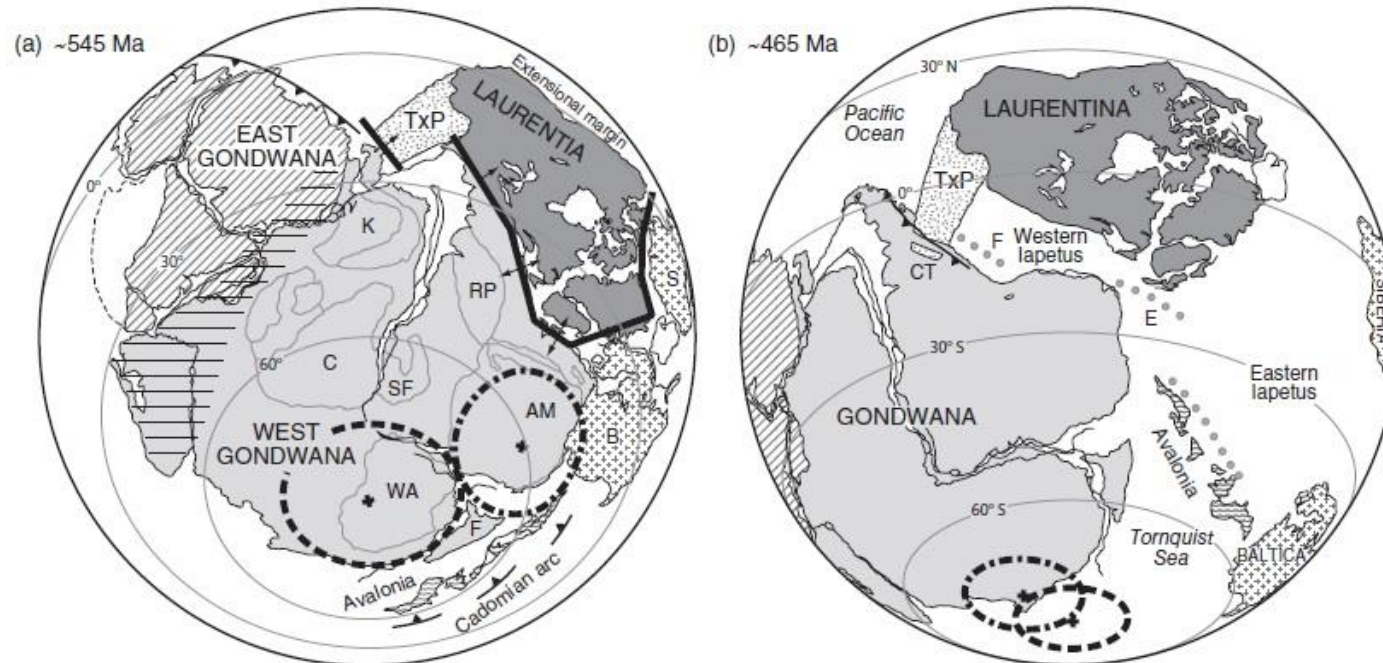 (a) ~545 Ma
Extensional margin
LAURENTIA
TxP
EAST
GONDWANA
0°
K
30°
RP
S
60°
C
SF
AM
B
WEST
GONDWANA
WA
F
Avalonia
Cadomian arc
(b) ~465 Ma
30° N
Pacific
Ocean
LAURENTINA
TxP
0°
F
Western
Iapetus
CT
E
SIBERIA
30° S
Eastern
Iapetus
GONDWANA
Avalonia
60° S
Tornquist
Sea
BALTICA